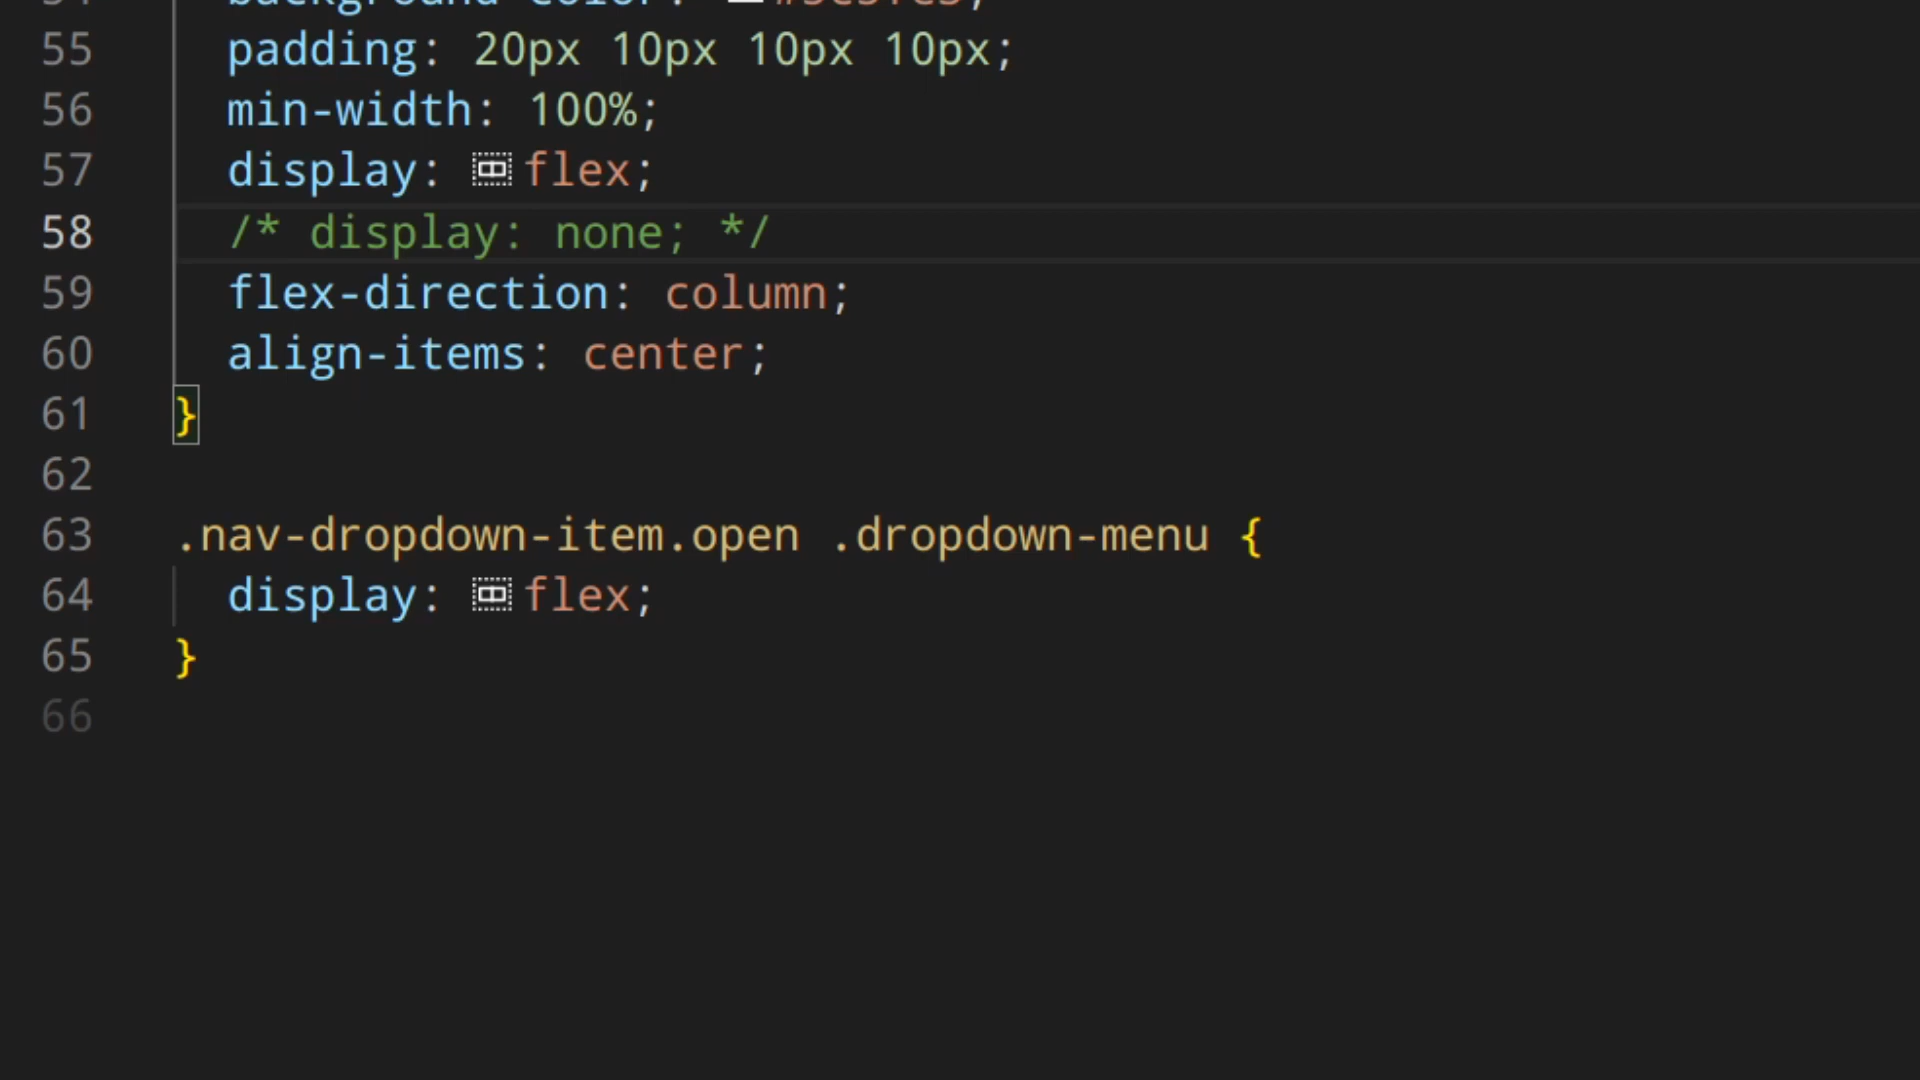 55 padding: 20px 10px 10px 10px;
56 min-width: 100%;
57 display: flex;
58 /* display: none; */
59 flex-direction: column;
60 align-items: center;
61 }
62
63 .nav-dropdown-item.open .dropdown-menu {
64 display: flex;
65 }
66